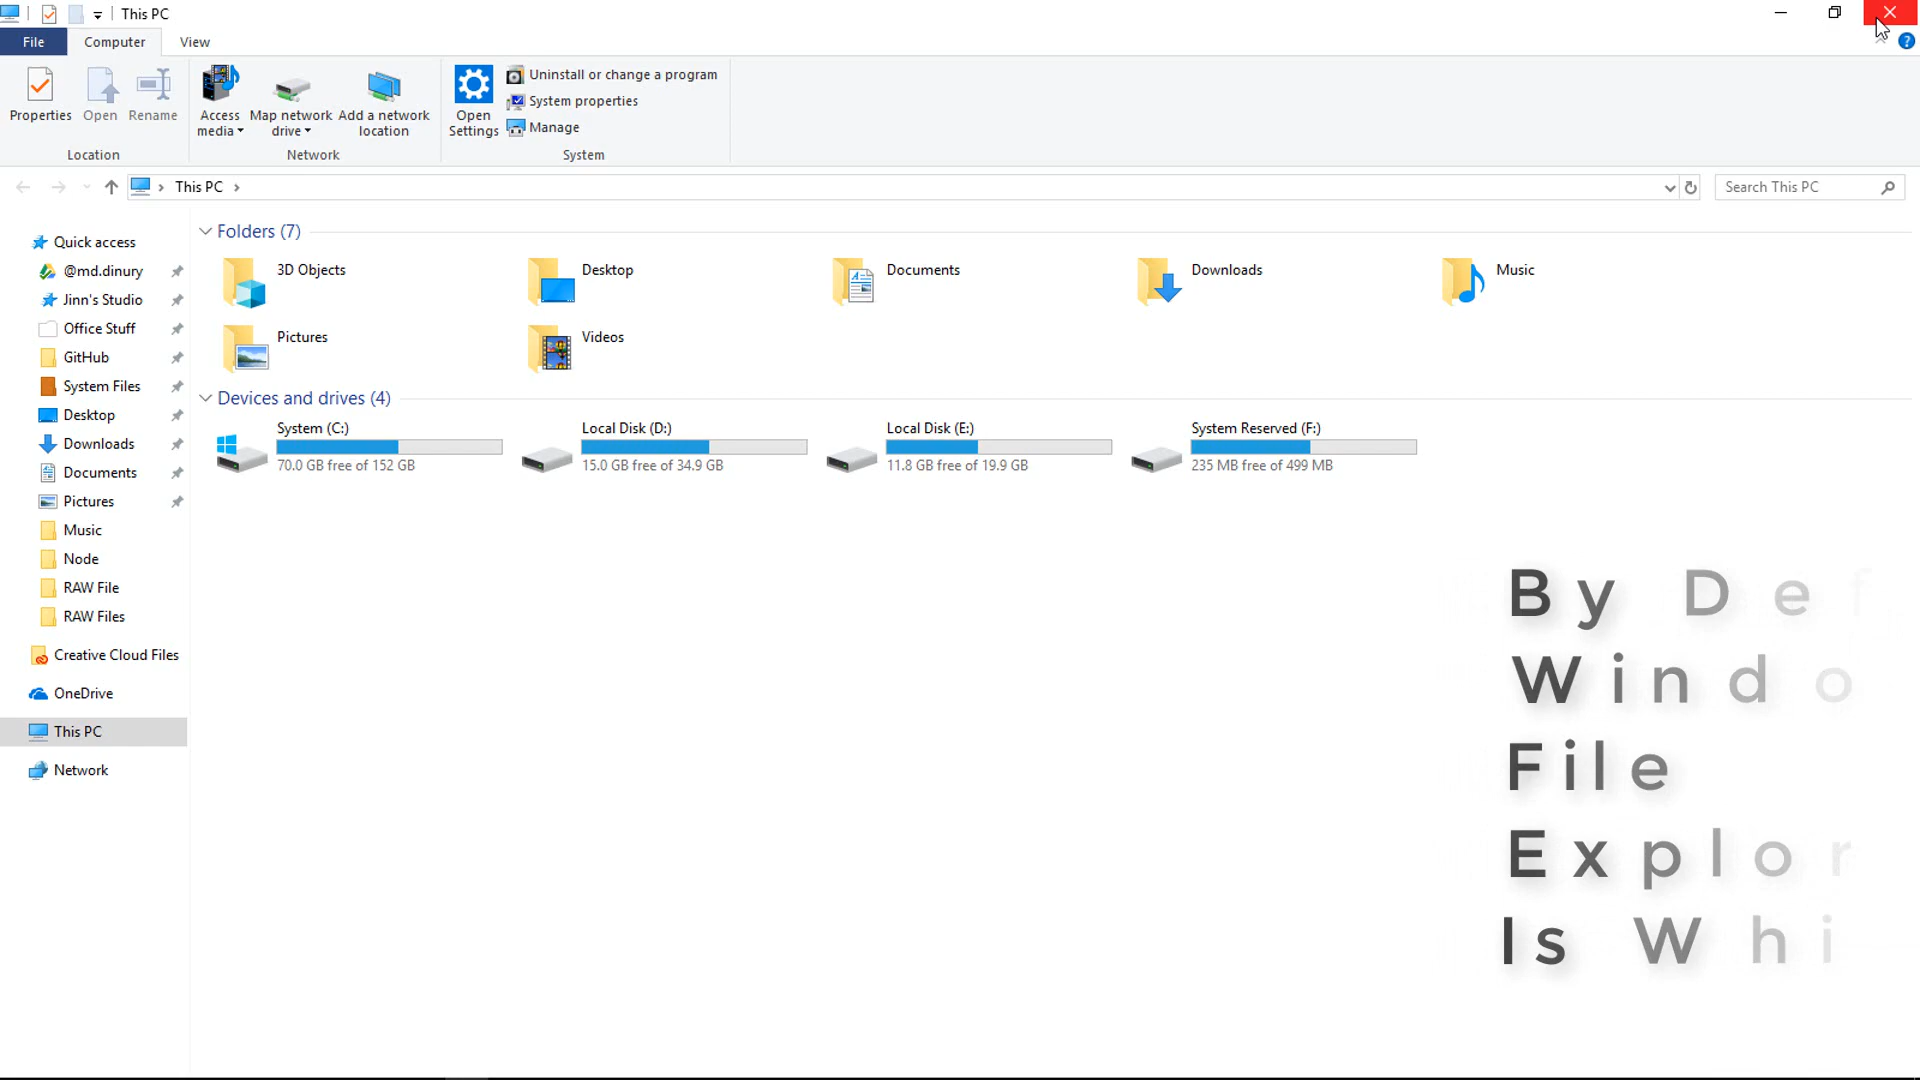 This PC
File
Computer
View
Properties
Open
Rename
Access media
Map network drive
Add a network location
Open Settings
Uninstall or change a program
System properties
Manage
Location
Network
System
This PC
Search This PC
Quick access
@md.dinury
Jinn's Studio
Office Stuff
GitHub
System Files
Desktop
Downloads
Documents
Pictures
Music
Node
RAW File
RAW Files
Creative Cloud Files
OneDrive
This PC
Network
Folders (7)
3D Objects
Desktop
Documents
Downloads
Music
Pictures
Videos
Devices and drives (4)
System (C:)
70.0 GB free of 152 GB
Local Disk (D:)
15.0 GB free of 34.9 GB
Local Disk (E:)
11.8 GB free of 19.9 GB
System Reserved (F:)
235 MB free of 499 MB
By Def
Windo
File
Explor
Is Whi